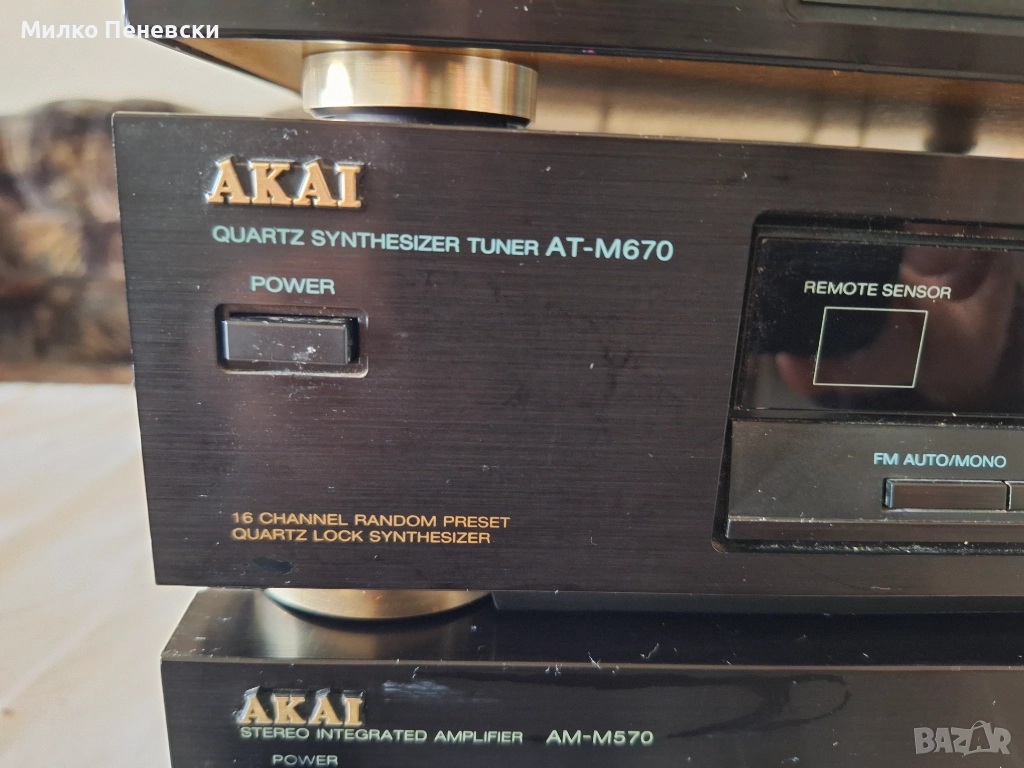 Милко Пеневски
AKAI
QUARTZ SYNTHESIZER TUNER AT-M670
POWER
REMOTE SENSOR
FM AUTO/MONO
16 CHANNEL RANDOM PRESET
QUARTZ LOCK SYNTHESIZER
AKAI
STEREO INTEGRATED AMPLIFIER AM-M570
POWER
BAZAR